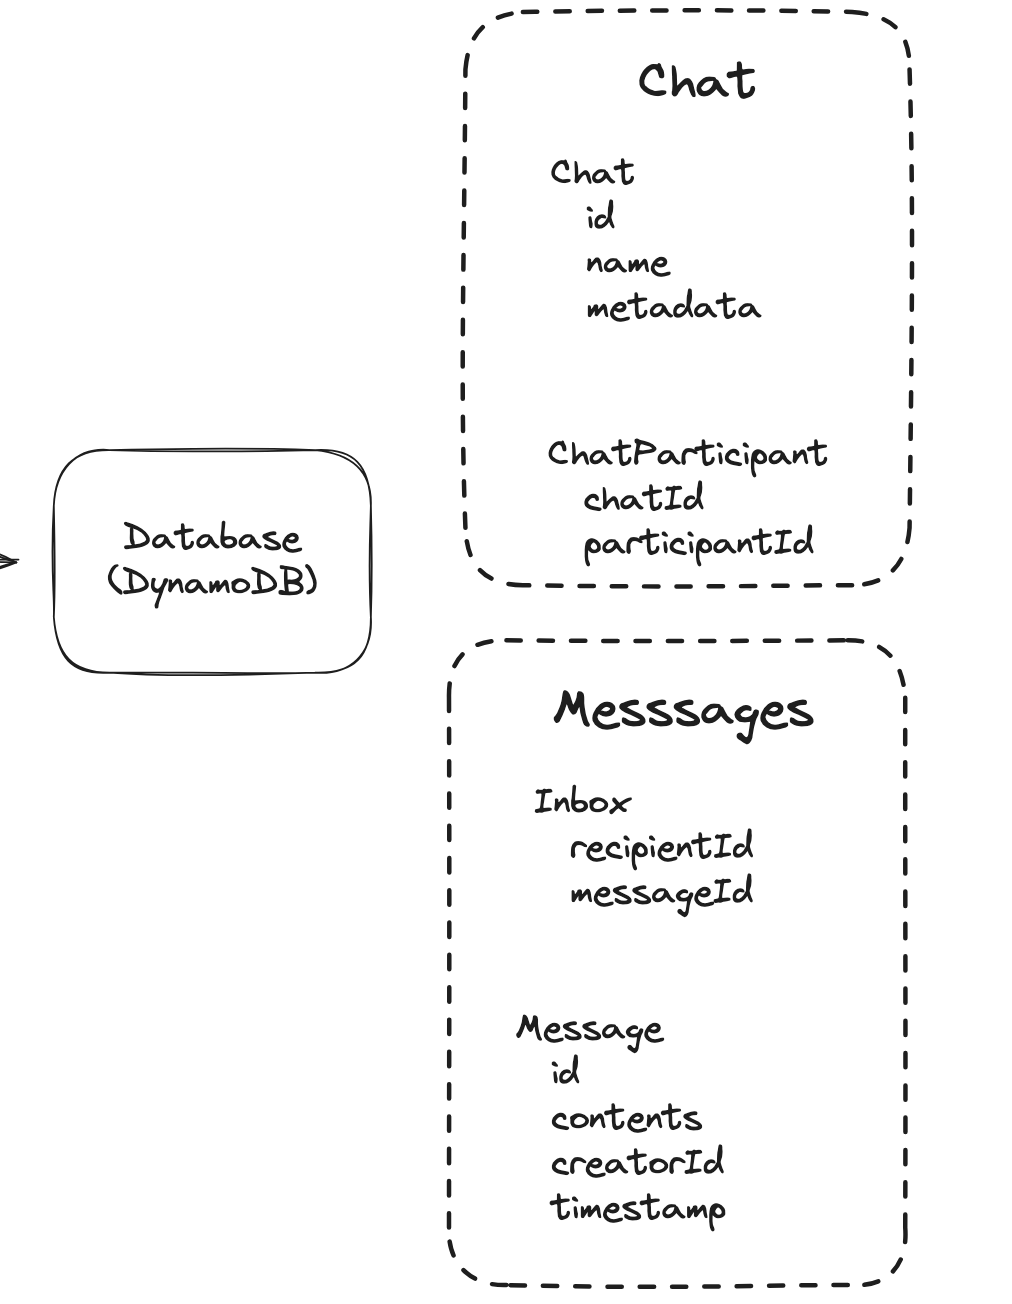 Database
(DynamoDB)
Chat
Chat
id
name
metadata
ChatParticipant
chatId
participantId
Messsages
Inbox
recipientId
messageId
Message
id
contents
creatorId
timestamp